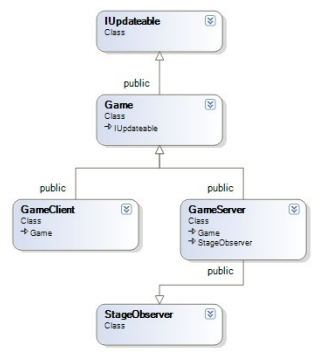 IUpdateable
Class
public
Game
Class
IUpdateable
public
public
GameClient
Class
Game
GameServer
Class
Game
StageObserver
public
StageObserver
Class